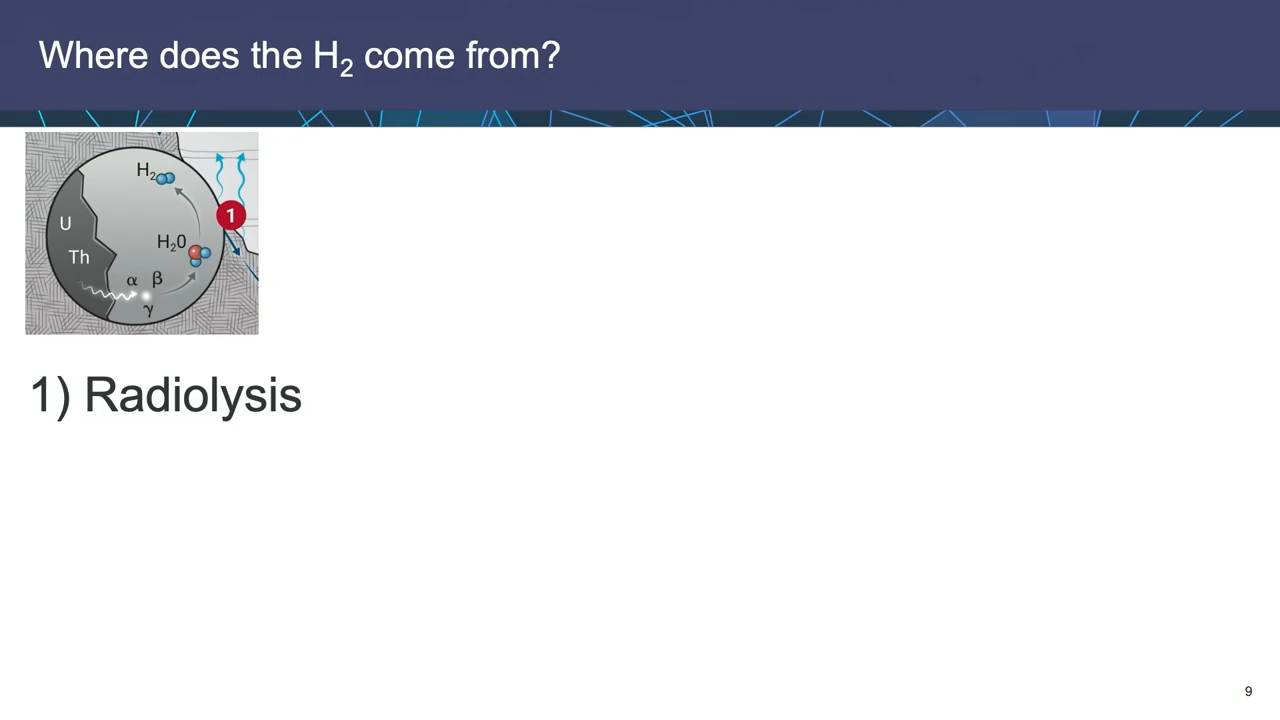 Where does the H₂ come from?
H₂
1
U
H₂0
Th
α β
γ
1) Radiolysis
9